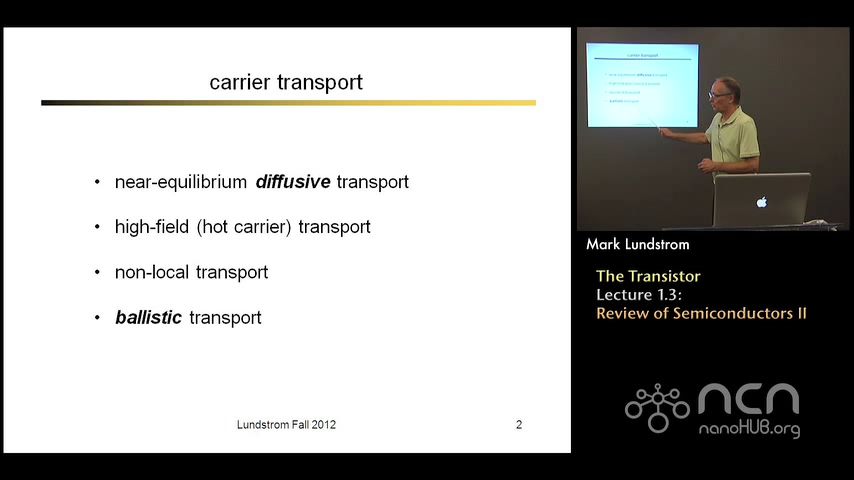 carrier transport
• near-equilibrium diffusive transport
• high-field (hot carrier) transport
• non-local transport
• ballistic transport
Lundstrom Fall 2012
2
Mark Lundstrom
The Transistor
Lecture 1.3:
Review of Semiconductors II
ncn
nanoHUB.org